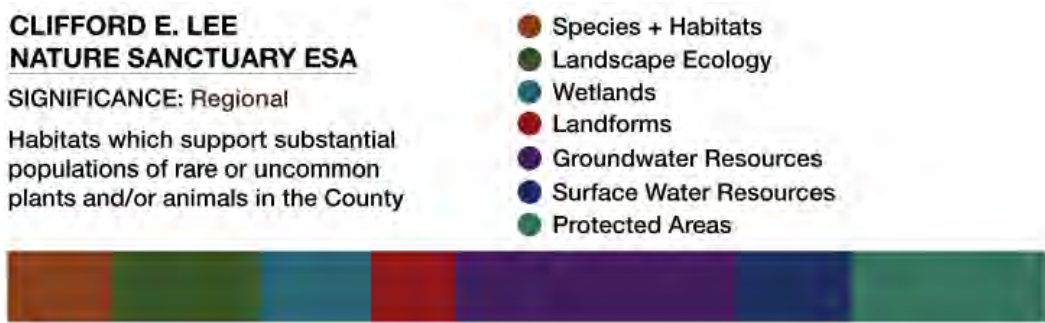 CLIFFORD E. LEE
NATURE SANCTUARY ESA
SIGNIFICANCE: Regional
Habitats which support substantial
populations of rare or uncommon
plants and/or animals in the County
Species + Habitats
Landscape Ecology
Wetlands
Landforms
Groundwater Resources
Surface Water Resources
Protected Areas